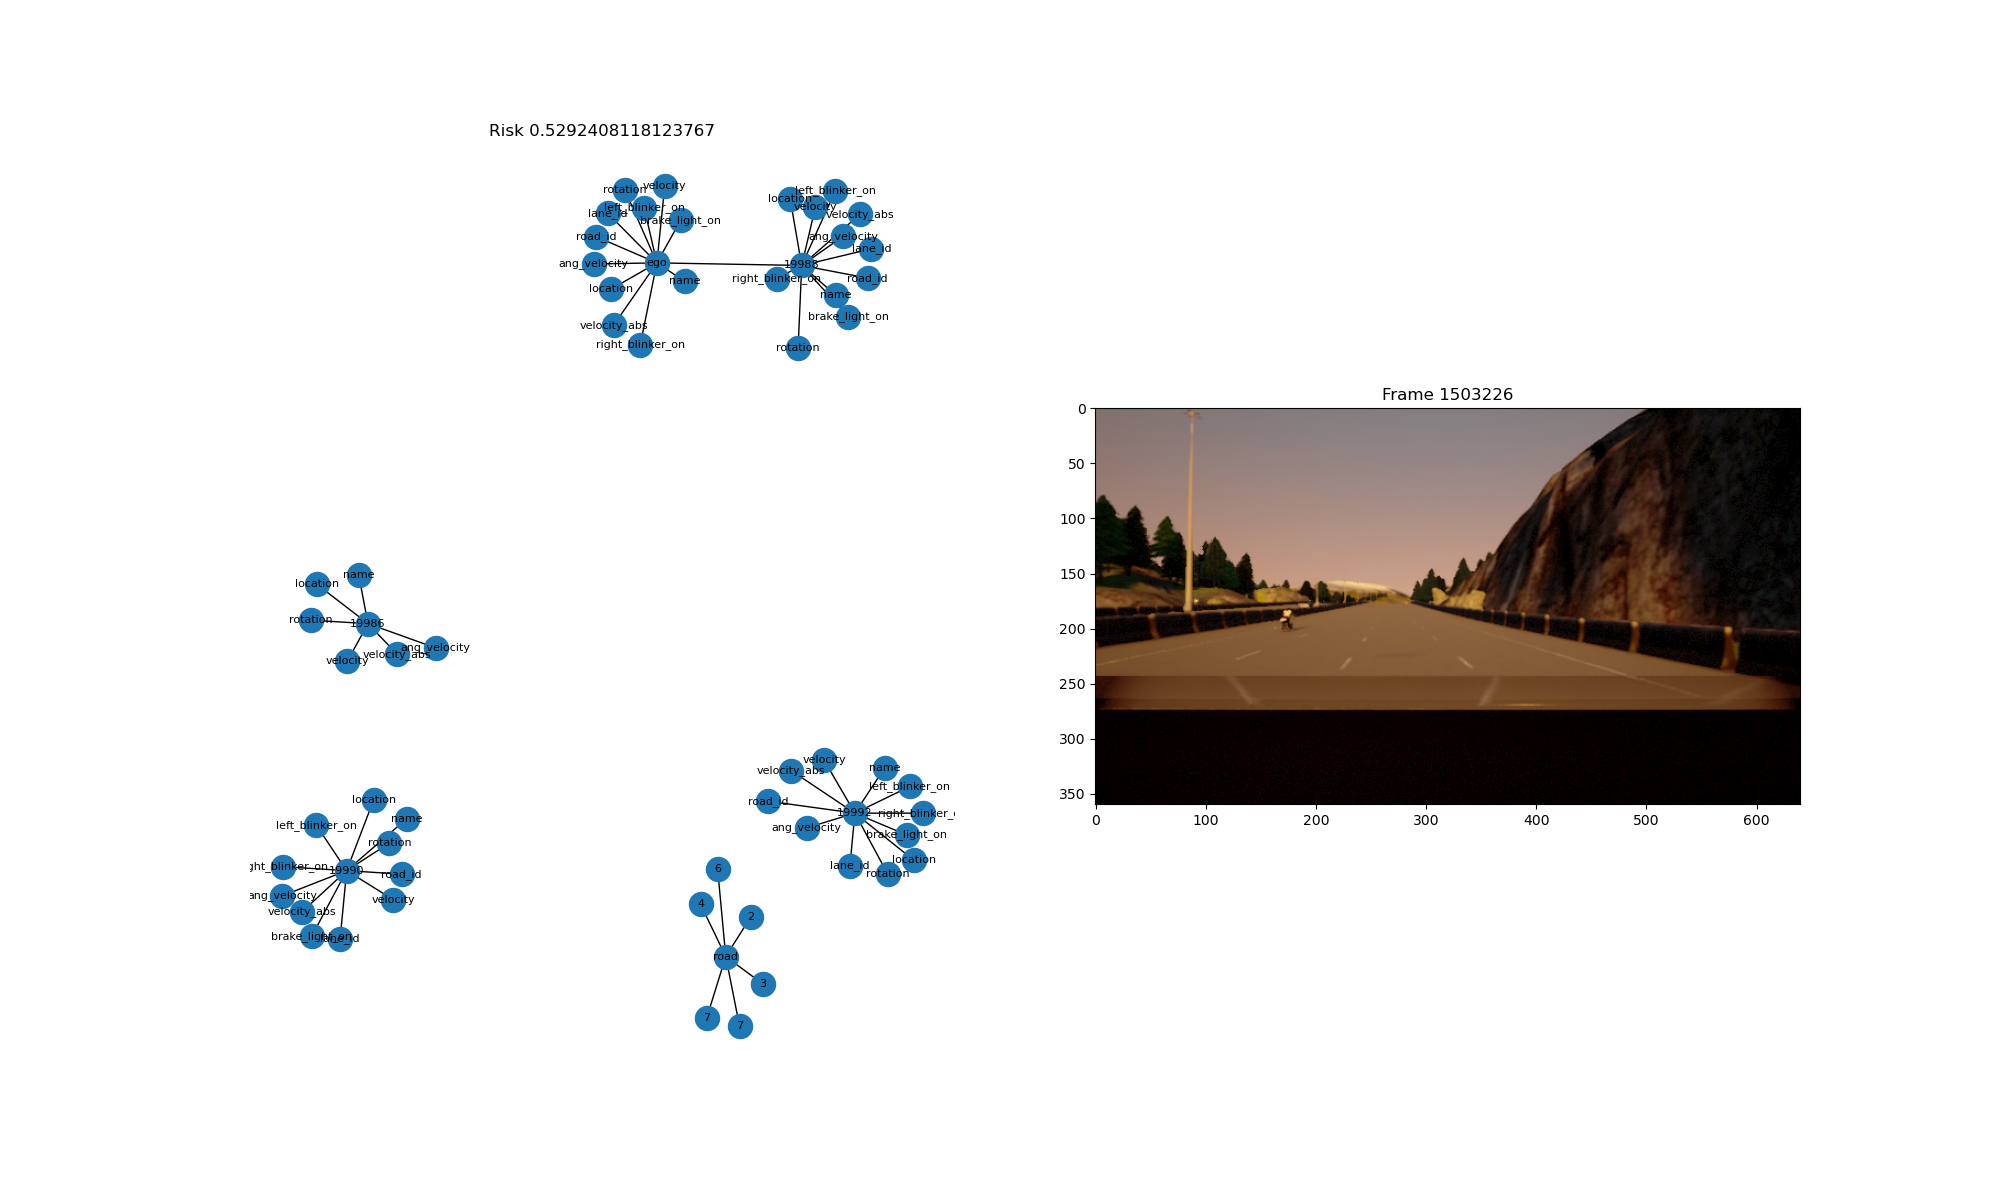 Risk 0.5292408118123767
rotation
velocity
left_blinker_on
lane_id
brake_light_on
road_id
ang_velocity
ego
name
location
velocity_abs
right_blinker_on
left_blinker_on
location
velocity
velocity_abs
ang_velocity
lane_id
19988
right_blinker_on
road_id
name
brake_light_on
rotation
Frame 1503226
0
50
100
150
200
250
300
350
0
100
200
300
400
500
600
name
location
rotation
19986
ang_velocity
velocity_abs
velocity
velocity
name
velocity_abs
left_blinker_on
road_id
19992
right_blinker_
ang_velocity
brake_light_on
location
lane_id
rotation
location
name
left_blinker_on
rotation
ght_blinker_on
19990
road_id
ang_velocity
velocity
velocity_abs
brake_light_on
lane_id
6
4
2
road
3
7
7